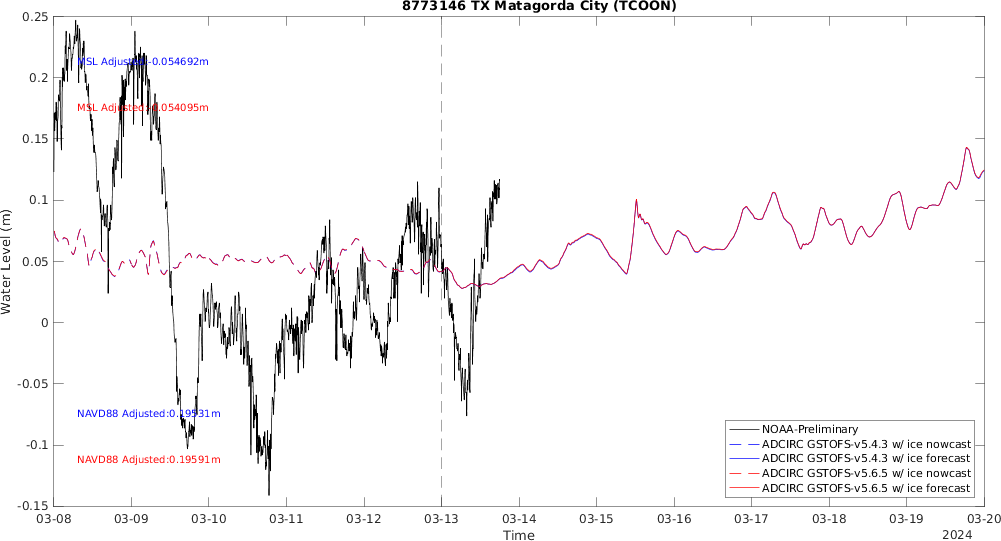 8773146 TX Matagorda City (TCOON)
0.25
0.2
0.15
0.1
0.05
0
-0.05
-0.1
-0.15
Water Level (m)
MSL Adjusted:-0.054692m
MSL Adjusted:-0.054095m
NAVD88 Adjusted:0.19531m
NAVD88 Adjusted:0.19591m
NOAA-Preliminary
ADCIRC GSTOFS-v5.4.3 w/ ice nowcast
ADCIRC GSTOFS-v5.4.3 w/ ice forecast
ADCIRC GSTOFS-v5.6.5 w/ ice nowcast
ADCIRC GSTOFS-v5.6.5 w/ ice forecast
03-08 03-09 03-10 03-11 03-12 03-13 03-14 03-15 03-16 03-17 03-18 03-19 03-20
Time
2024